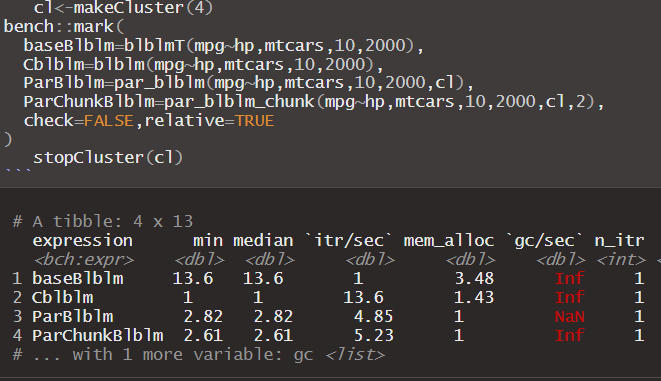 cl<-makeCluster(4)
bench::mark(
  baseBlblm=blblmT(mpg~hp,mtcars,10,2000),
  Cblblm=blblm(mpg~hp,mtcars,10,2000),
  ParBlblm=par_blblm(mpg~hp,mtcars,10,2000,cl),
  ParChunkBlblm=par_blblm_chunk(mpg~hp,mtcars,10,2000,cl,2),
  check=FALSE,relative=TRUE
)
   stopCluster(cl)
```
# A tibble: 4 x 13
  expression      min median `itr/sec` mem_alloc `gc/sec` n_itr
  <bch:expr>    <dbl>  <dbl>     <dbl>     <dbl>    <dbl> <int> <
1 baseBlblm     13.6   13.6       1         3.48      Inf     1
2 Cblblm         1      1        13.6       1.43      Inf     1
3 ParBlblm       2.82   2.82      4.85      1         NaN     1
4 ParChunkBlblm  2.61   2.61      5.23      1         Inf     1
# ... with 1 more variable: gc <list>